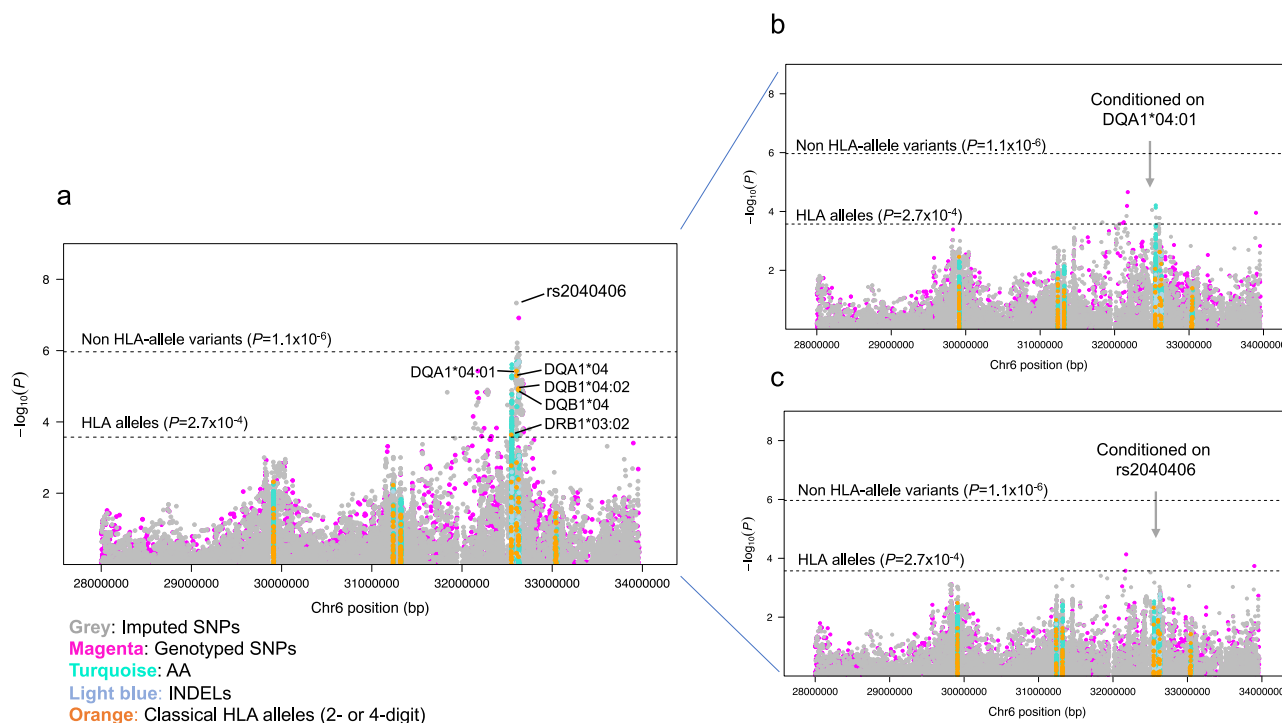 a
8
6
4
2
−log10(P)
rs2040406
Non HLA-allele variants (P=1.1x10-6)
DQA1*04:01
DQA1*04
DQB1*04:02
DQB1*04
DRB1*03:02
HLA alleles (P=2.7x10-4)
28000000 29000000 30000000 31000000 32000000 33000000 34000000
Chr6 position (bp)
Grey: Imputed SNPs
Magenta: Genotyped SNPs
Turquoise: AA
Light blue: INDELs
Orange: Classical HLA alleles (2- or 4-digit)
b
8
6
4
2
−log10(P)
Conditioned on
DQA1*04:01
Non HLA-allele variants (P=1.1x10-6)
HLA alleles (P=2.7x10-4)
28000000 29000000 30000000 31000000 32000000 33000000 34000000
Chr6 position (bp)
c
8
6
4
2
−log10(P)
Conditioned on
rs2040406
Non HLA-allele variants (P=1.1x10-6)
HLA alleles (P=2.7x10-4)
28000000 29000000 30000000 31000000 32000000 33000000 34000000
Chr6 position (bp)